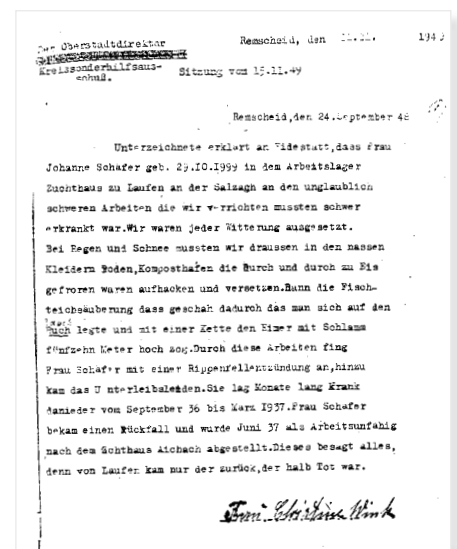 Der Oberstadtdirektor
Kreissonderhilfsaus-
schuß.
Remscheid, den 1949
Sitzung vom 15.11.49
Remscheid,den 24.September 48
Unterzeichnete erklärt an Eidestatt,dass Frau
Johanne Schäfer geb. 29.10.1999 in dem Arbeitslager
Zuchthaus zu Laufen an der Salzagh an den unglaublich
schweren Arbeiten die wir verrichten mussten schwer
erkrankt war.Wir waren jeder Witterung ausgesetzt.
Bei Regen und Schnee mussten wir draussen in den nassen
Kleidern Boden,Komposthafen die Durch und durch zu Eis
gefroren waren aufhacken und versetzen.Dann die Fisch-
teichsäuberung dass geschah dadurch das man sich auf den
Buch legte und mit einer Kette den Eimer mit Schlamm
fünfzehn Meter hoch zog.Durch diese Arbeiten fing
Frau Schäfer mit einer Rippenfellentzündung an,hinzu
kam das U nterleibsleiden.Sie lag Monate lang Krank
danieder vom September 36 bis März 1937.Frau Schäfer
bekam einen Rückfall und wurde Juni 37 als Arbeitsunfähig
nach dem Zchthaus Aichach abgestellt.Dieses besagt alles,
denn von Laufen kam nur der zurück,der halb Tot war.
Frau Christine Wink